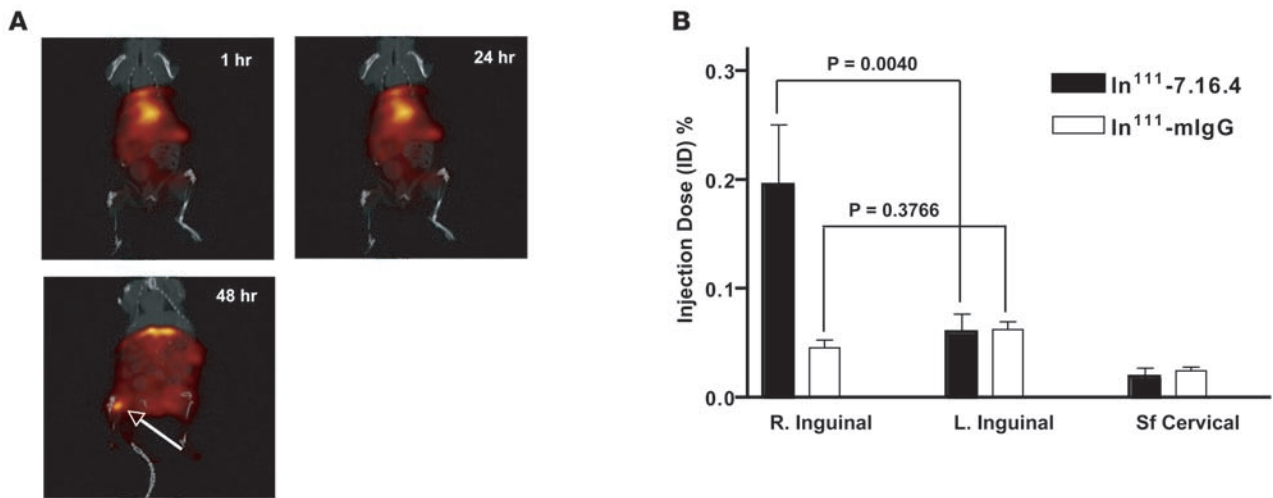 A
1 hr
24 hr
48 hr
B
Injection Dose (ID) %
0.3
0.2
0.1
0.0
P = 0.0040
P = 0.3766
In¹¹¹-7.16.4
In¹¹¹-mIgG
R. Inguinal
L. Inguinal
Sf Cervical